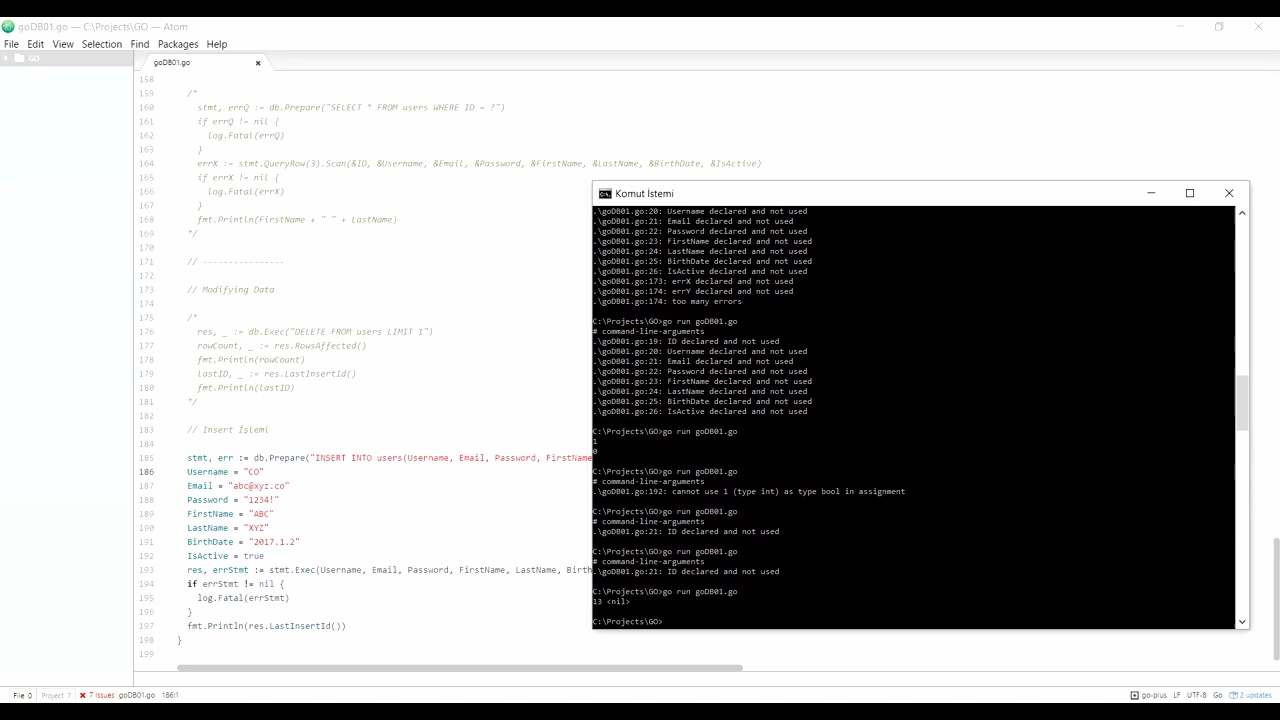 goDB01.go — C:\Projects\GO — Atom
File Edit View Selection Find Packages Help
GO
goDB01.go
158
159 /*
160 stmt, errQ := db.Prepare("SELECT * FROM users WHERE ID = ?")
161 if errQ != nil {
162 log.Fatal(errQ)
163 }
164 errX := stmt.QueryRow(3).Scan(&ID, &Username, &Email, &Password, &FirstName, &LastName, &BirthDate, &IsActive)
165 if errX != nil {
166 log.Fatal(errX)
167 }
168 fmt.Println(FirstName + " " + LastName)
169 */
170
171 // ----------------
172
173 // Modifying Data
174
175 /*
176 res, _ := db.Exec("DELETE FROM users LIMIT 1")
177 rowCount, _ := res.RowsAffected()
178 fmt.Println(rowCount)
179 lastID, _ := res.LastInsertId()
180 fmt.Println(lastID)
181 */
182
183 // Insert İşlemi
184
185 stmt, err := db.Prepare("INSERT INTO users(Username, Email, Password, FirstName
186 Username = "CO"
187 Email = "abc@xyz.co"
188 Password = "1234!"
189 FirstName = "ABC"
190 LastName = "XYZ"
191 BirthDate = "2017.1.2"
192 IsActive = true
193 res, errStmt := stmt.Exec(Username, Email, Password, FirstName, LastName, Birth
194 if errStmt != nil {
195 log.Fatal(errStmt)
196 }
197 fmt.Println(res.LastInsertId())
198 }
199
Komut İstemi
.\goDB01.go:20: Username declared and not used
.\goDB01.go:21: Email declared and not used
.\goDB01.go:22: Password declared and not used
.\goDB01.go:23: FirstName declared and not used
.\goDB01.go:24: LastName declared and not used
.\goDB01.go:25: BirthDate declared and not used
.\goDB01.go:26: IsActive declared and not used
.\goDB01.go:173: errX declared and not used
.\goDB01.go:174: errY declared and not used
.\goDB01.go:174: too many errors
C:\Projects\GO>go run goDB01.go
# command-line-arguments
.\goDB01.go:19: ID declared and not used
.\goDB01.go:20: Username declared and not used
.\goDB01.go:21: Email declared and not used
.\goDB01.go:22: Password declared and not used
.\goDB01.go:23: FirstName declared and not used
.\goDB01.go:24: LastName declared and not used
.\goDB01.go:25: BirthDate declared and not used
.\goDB01.go:26: IsActive declared and not used
C:\Projects\GO>go run goDB01.go
1
0
C:\Projects\GO>go run goDB01.go
# command-line-arguments
.\goDB01.go:192: cannot use 1 (type int) as type bool in assignment
C:\Projects\GO>go run goDB01.go
# command-line-arguments
.\goDB01.go:21: ID declared and not used
C:\Projects\GO>go run goDB01.go
# command-line-arguments
.\goDB01.go:21: ID declared and not used
C:\Projects\GO>go run goDB01.go
13 <nil>
C:\Projects\GO>
File 0 Project 7 7 Issues goDB01.go 186:1 go-plus LF UTF-8 Go 2 updates